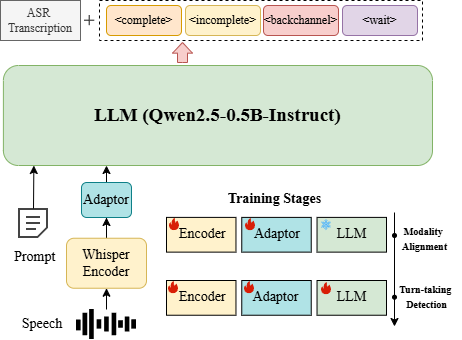 ASR
Transcription
+
<complete>
<incomplete>
<backchannel>
<wait>
LLM (Qwen2.5-0.5B-Instruct)
Adaptor
Training Stages
Encoder
Adaptor
LLM
Modality
Alignment
Prompt
Whisper
Encoder
Encoder
Adaptor
LLM
Turn-taking
Detection
Speech